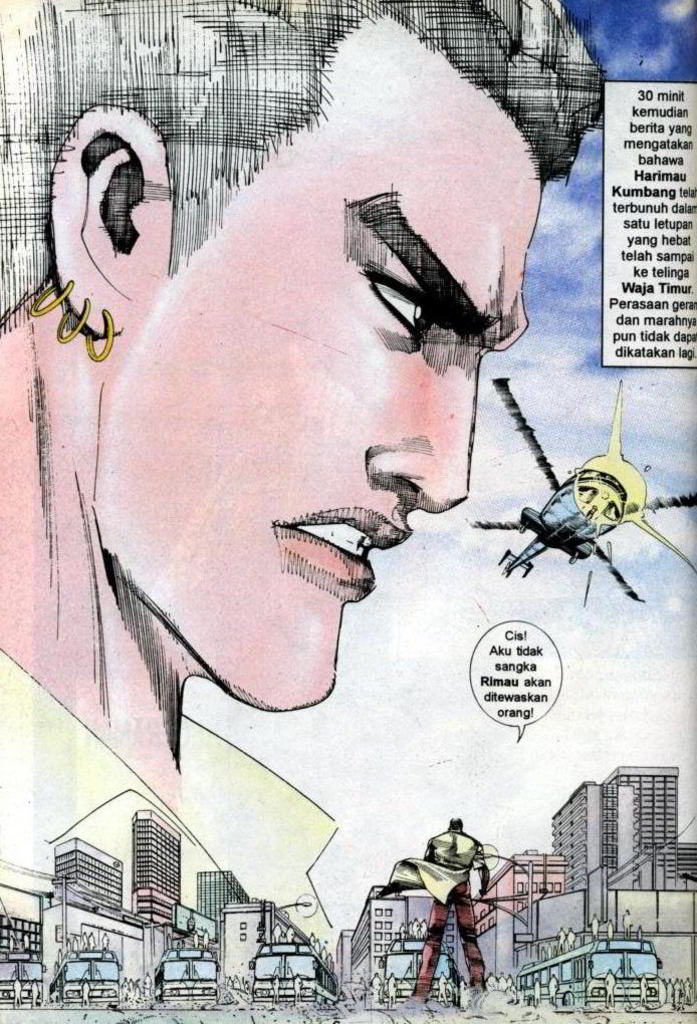 30 minit
kemudian
berita yang
mengatakan
bahawa
Harimau
Kumbang telah
terbunuh dalam
satu letupan
yang hebat
telah sampai
ke telinga
Waja Timur.
Perasaan geram
dan marahnya
pun tidak dapat
dikatakan lagi.
Cis!
Aku tidak
sangka
Rimau akan
ditewaskan
orang!